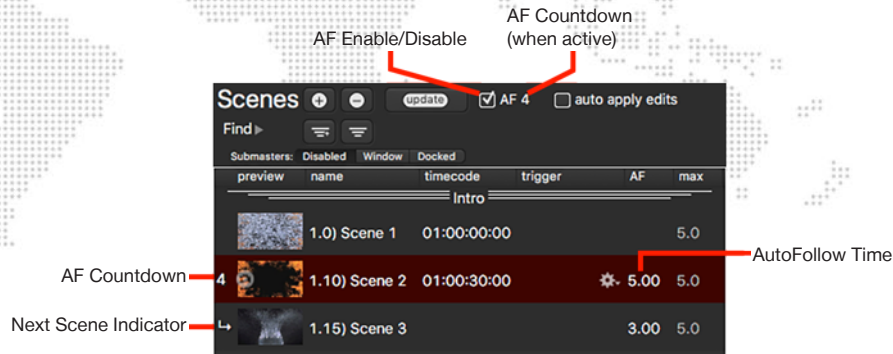 AF Countdown
(when active)
AF Enable/Disable
Scenes update AF 4 auto apply edits
Find
Submasters: Disabled Window Docked
preview name timecode trigger AF max
Intro
1.0) Scene 1 01:00:00:00 5.0
AutoFollow Time
AF Countdown 4 1.10) Scene 2 01:00:30:00 5.00 5.0
Next Scene Indicator 1.15) Scene 3 3.00 5.0